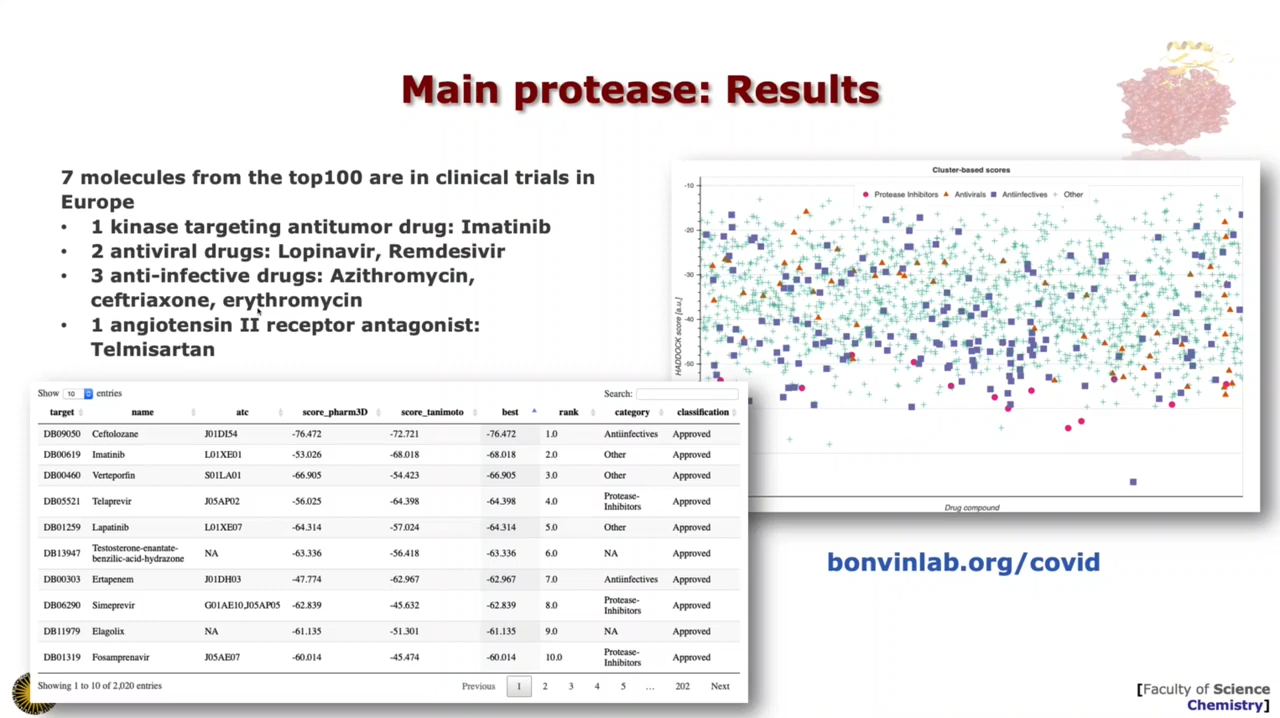 Main protease: Results
7 molecules from the top100 are in clinical trials in
Europe
• 1 kinase targeting antitumor drug: Imatinib
• 2 antiviral drugs: Lopinavir, Remdesivir
• 3 anti-infective drugs: Azithromycin,
ceftriaxone, erythromycin
• 1 angiotensin II receptor antagonist:
Telmisartan
Cluster-based scores
Protease Inhibitors Antivirals Antiinfectives Other
-10
-20
-30
-40
-50
HADDOCK score [a.u.]
Drug compound
Show 10 entries Search:
target name atc score_pharm3D score_tanimoto best rank category classification
DB09050 Ceftolozane J01DI54 -76.472 -72.721 -76.472 1.0 Antiinfectives Approved
DB00619 Imatinib L01XE01 -53.026 -68.018 -68.018 2.0 Other Approved
DB00460 Verteporfin S01LA01 -66.905 -54.423 -66.905 3.0 Other Approved
DB05521 Telaprevir J05AP02 -56.025 -64.398 -64.398 4.0 Protease-
Inhibitors Approved
DB01259 Lapatinib L01XE07 -64.314 -57.024 -64.314 5.0 Other Approved
DB13947 Testosterone-enantate-
benzilic-acid-hydrazone NA -63.336 -56.418 -63.336 6.0 NA Approved
DB00303 Ertapenem J01DH03 -47.774 -62.967 -62.967 7.0 Antiinfectives Approved
DB06290 Simeprevir G01AE10,J05AP05 -62.839 -45.632 -62.839 8.0 Protease-
Inhibitors Approved
DB11979 Elagolix NA -61.135 -51.301 -61.135 9.0 NA Approved
DB01319 Fosamprenavir J05AE07 -60.014 -45.474 -60.014 10.0 Protease-
Inhibitors Approved
Showing 1 to 10 of 2,020 entries Previous 1 2 3 4 5 … 202 Next
bonvinlab.org/covid
[Faculty of Science
Chemistry]